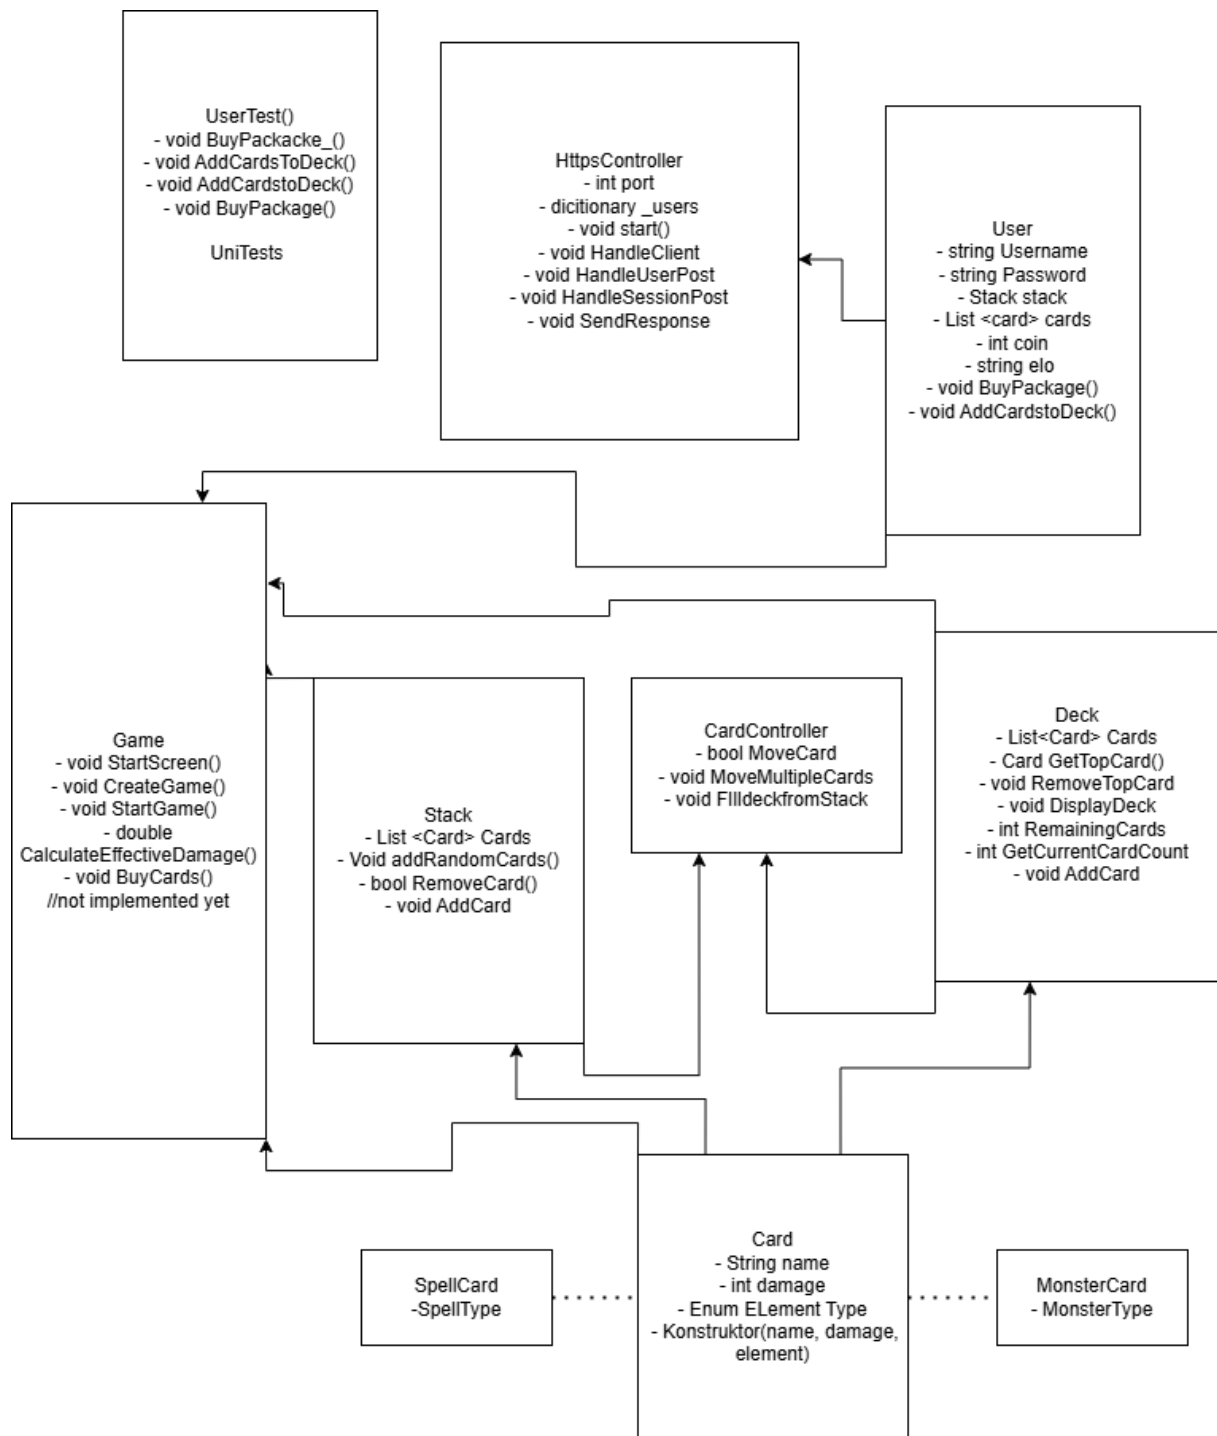 UserTest()
- void BuyPackacke_()
- void AddCardsToDeck()
- void AddCardstoDeck()
- void BuyPackage()
UniTests
HttpsController
- int port
- dicitionary _users
- void start()
- void HandleClient
- void HandleUserPost
- void HandleSessionPost
- void SendResponse
User
- string Username
- string Password
- Stack stack
- List <card> cards
- int coin
- string elo
- void BuyPackage()
- void AddCardstoDeck()
Game
- void StartScreen()
- void CreateGame()
- void StartGame()
- double
CalculateEffectiveDamage()
- void BuyCards()
//not implemented yet
Stack
- List <Card> Cards
- Void addRandomCards()
- bool RemoveCard()
- void AddCard
CardController
- bool MoveCard
- void MoveMultipleCards
- void FIlldeckfromStack
Deck
- List<Card> Cards
- Card GetTopCard()
- void RemoveTopCard
- void DisplayDeck
- int RemainingCards
- int GetCurrentCardCount
- void AddCard
SpellCard
-SpellType
Card
- String name
- int damage
- Enum ELement Type
- Konstruktor(name, damage,
element)
MonsterCard
- MonsterType